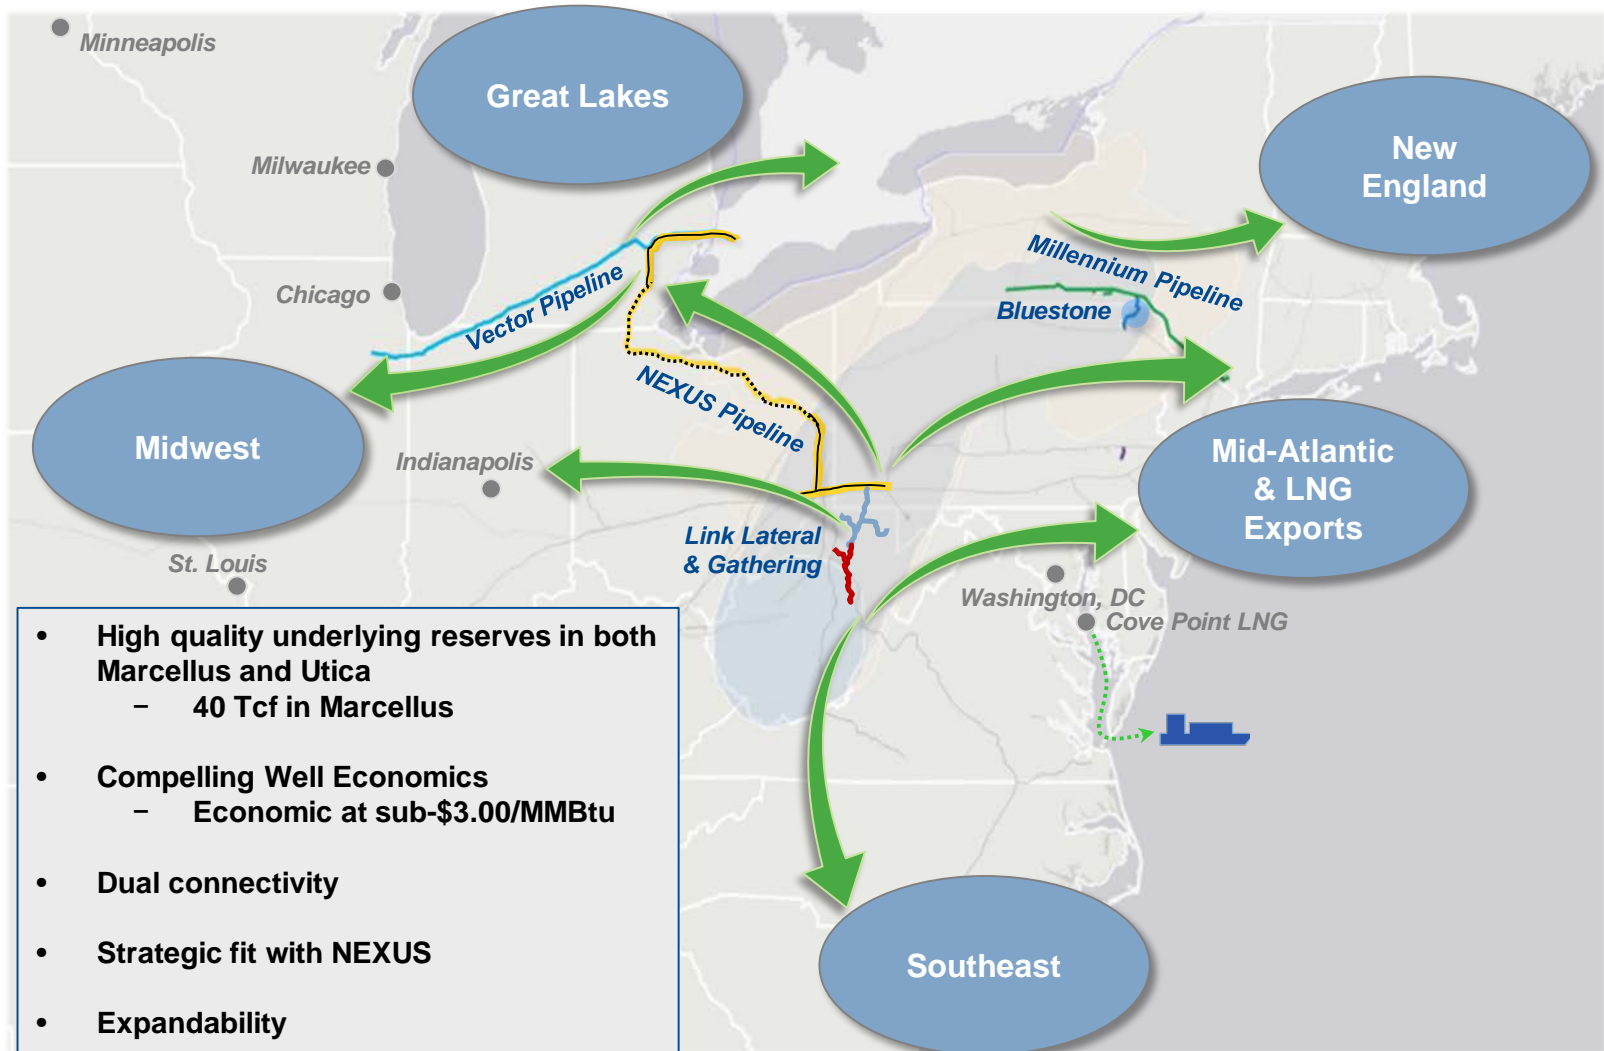 Minneapolis
Great Lakes
New
England
Milwaukee
Chicago
Vector Pipeline
Millennium Pipeline
Bluestone
NEXUS Pipeline
Midwest
Indianapolis
Mid-Atlantic
& LNG
Exports
Link Lateral
& Gathering
St. Louis
Washington, DC
Cove Point LNG
• High quality underlying reserves in both
Marcellus and Utica
– 40 Tcf in Marcellus
• Compelling Well Economics
– Economic at sub-$3.00/MMBtu
• Dual connectivity
• Strategic fit with NEXUS
• Expandability
Southeast